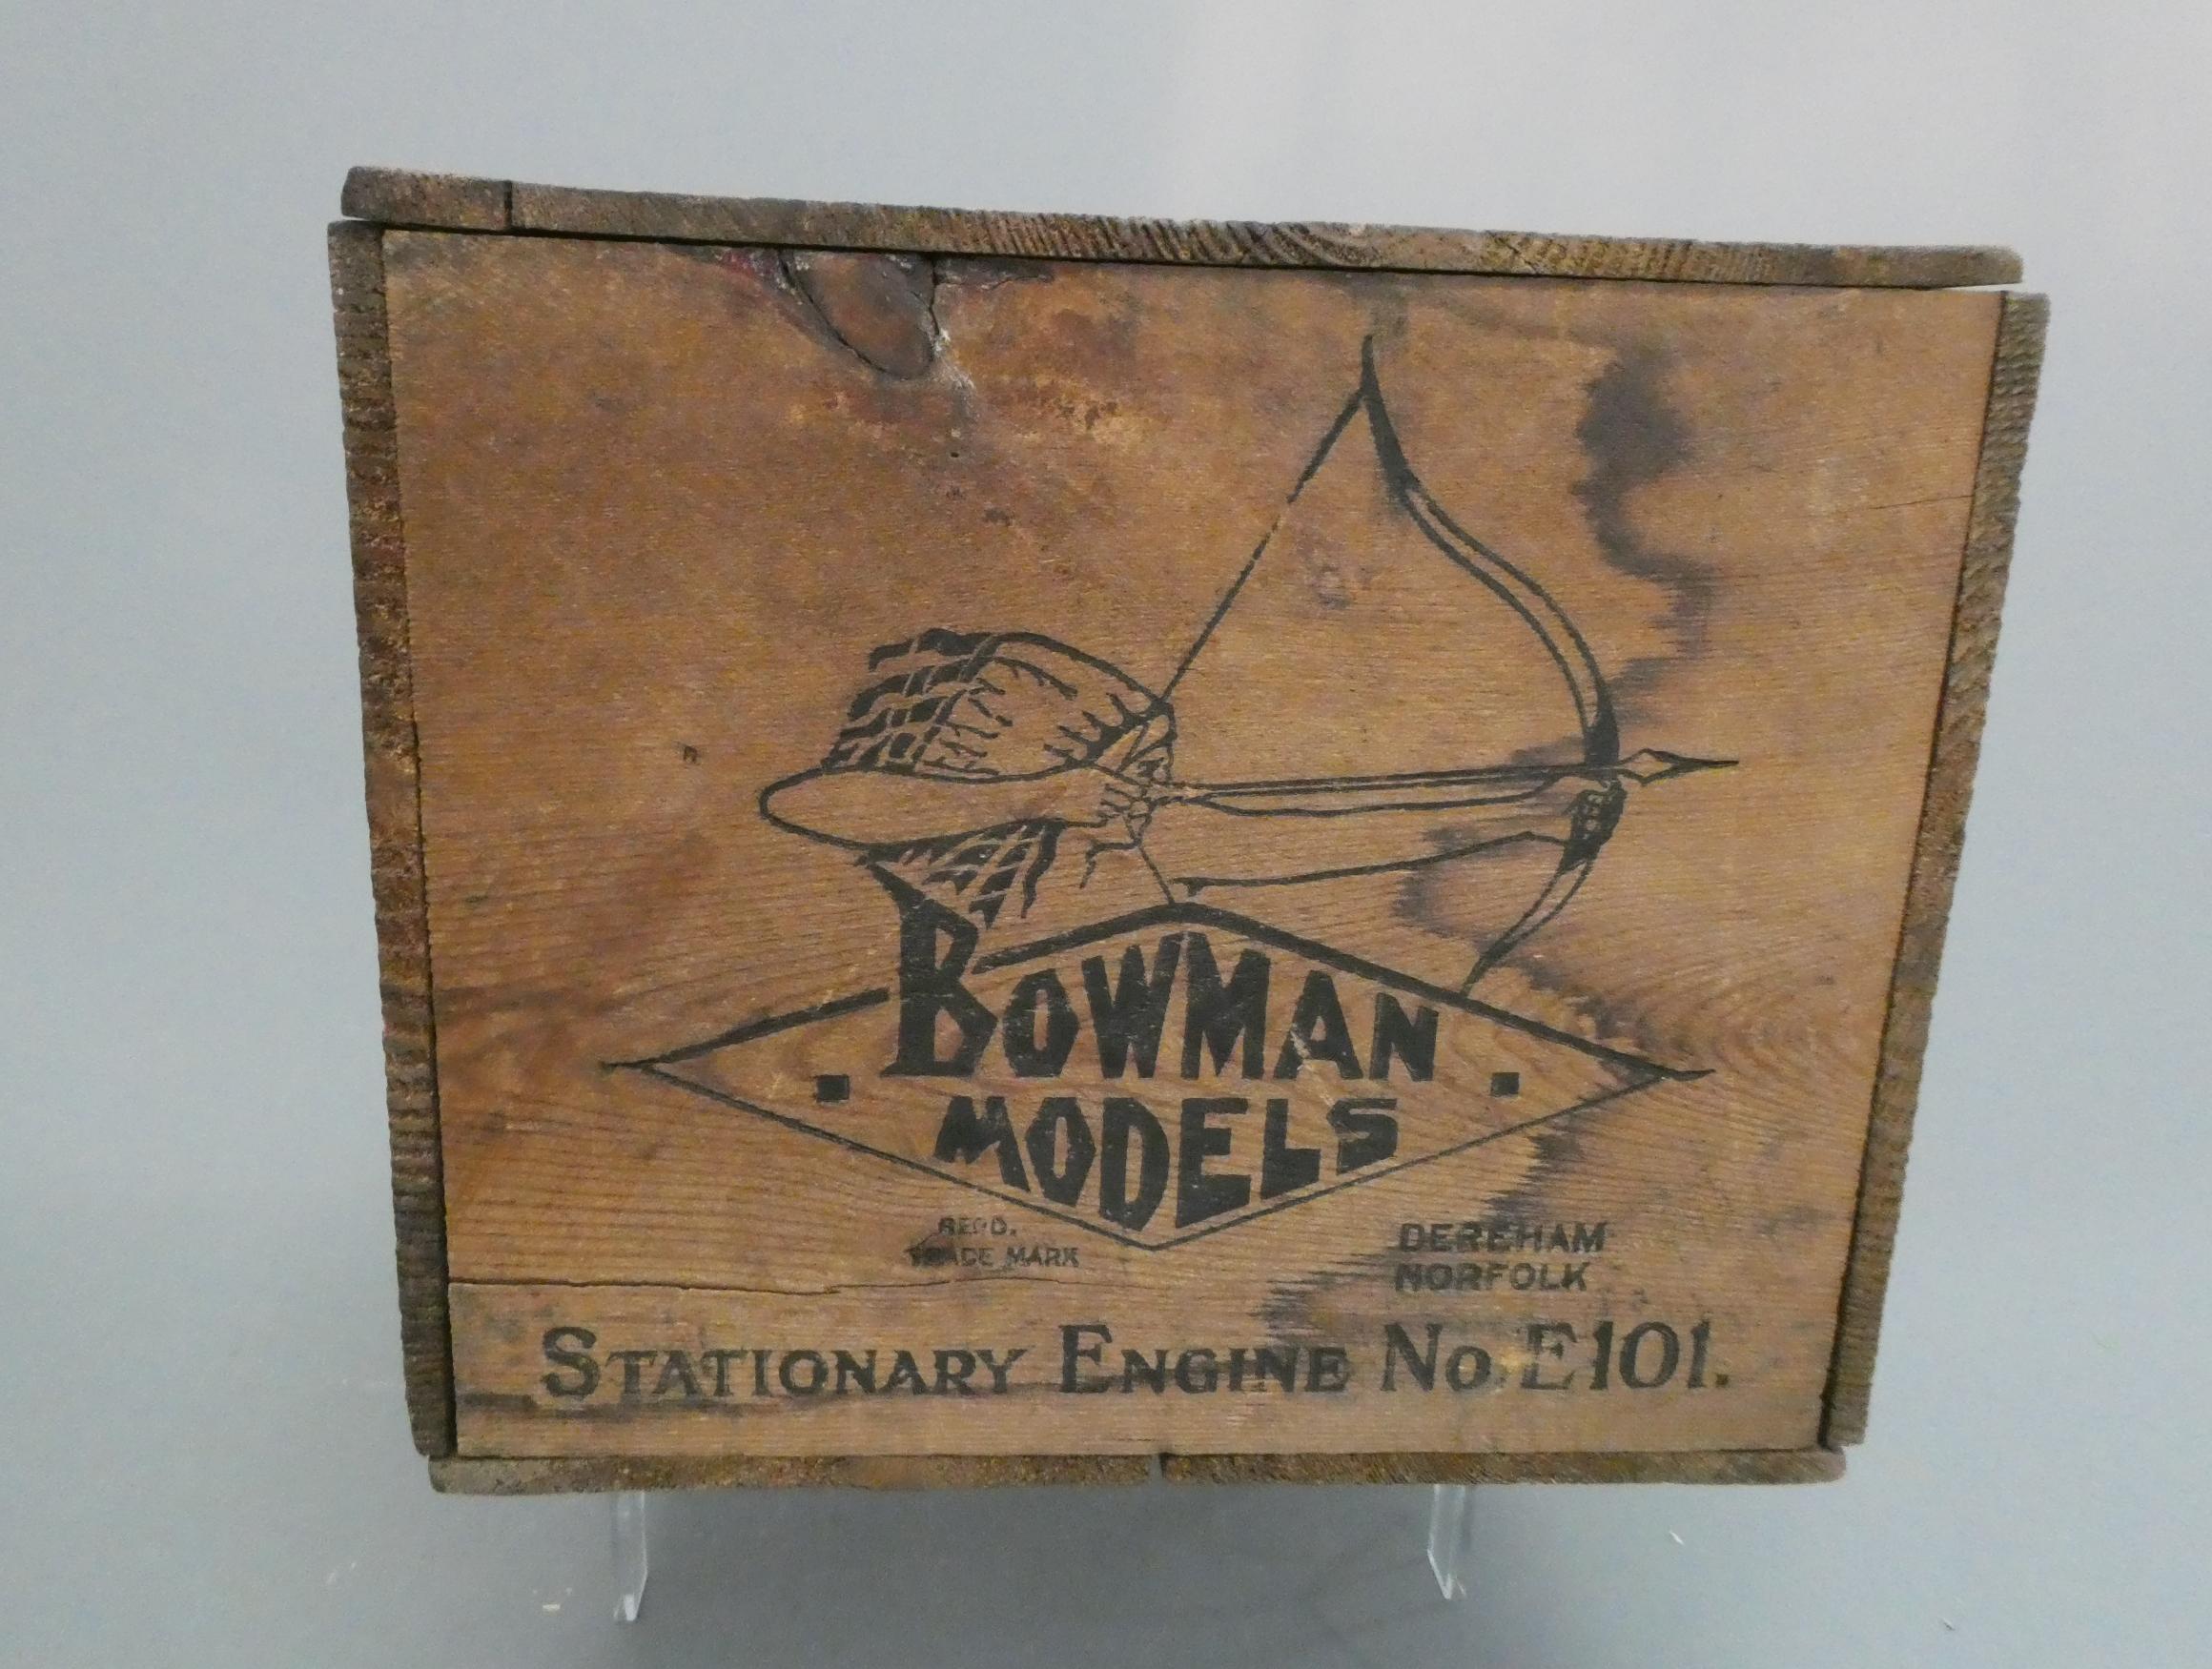 BOWMAN
MODELS
REGD.
TRADE MARK
DEREHAM
NORFOLK
STATIONARY ENGINE NO. E101.